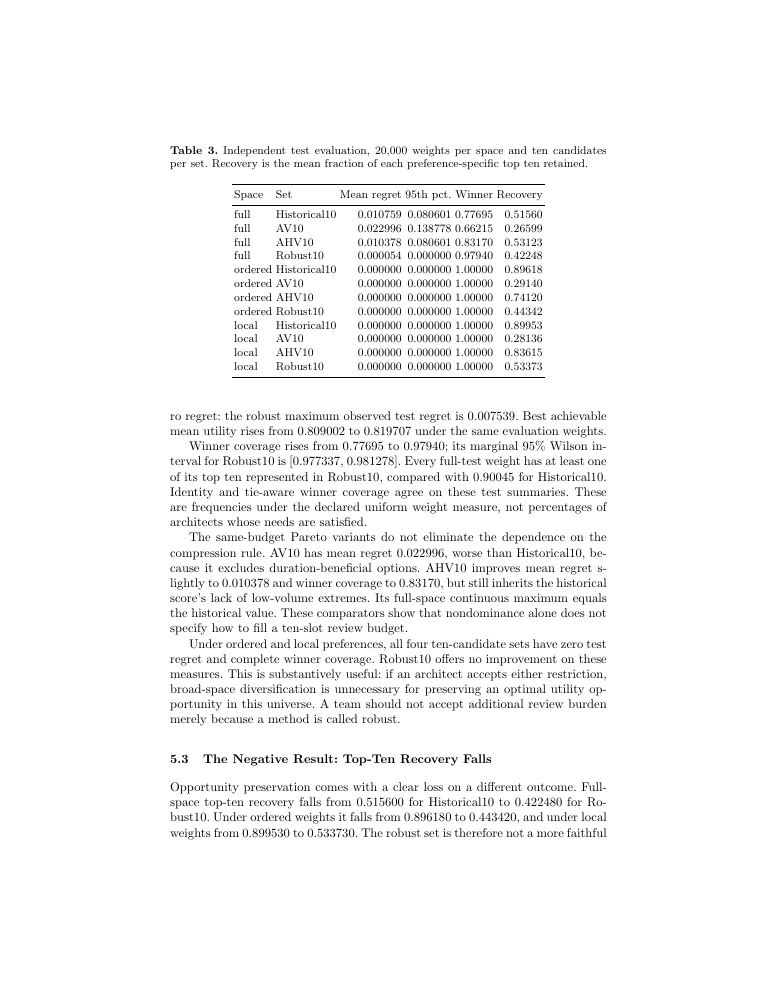 Table 3. Independent test evaluation, 20,000 weights per space and ten candidates
per set. Recovery is the mean fraction of each preference-specific top ten retained.
Space Set Mean regret 95th pct. Winner Recovery
full Historical10 0.010759 0.080601 0.77695 0.51560
full AV10 0.022996 0.138778 0.66215 0.26599
full AHV10 0.010378 0.080601 0.83170 0.53123
full Robust10 0.000054 0.000000 0.97940 0.42248
ordered Historical10 0.000000 0.000000 1.00000 0.89618
ordered AV10 0.000000 0.000000 1.00000 0.29140
ordered AHV10 0.000000 0.000000 1.00000 0.74120
ordered Robust10 0.000000 0.000000 1.00000 0.44342
local Historical10 0.000000 0.000000 1.00000 0.89953
local AV10 0.000000 0.000000 1.00000 0.28136
local AHV10 0.000000 0.000000 1.00000 0.83615
local Robust10 0.000000 0.000000 1.00000 0.53373
ro regret: the robust maximum observed test regret is 0.007539. Best achievable
mean utility rises from 0.809002 to 0.819707 under the same evaluation weights.
Winner coverage rises from 0.77695 to 0.97940; its marginal 95% Wilson in-
terval for Robust10 is [0.977337, 0.981278]. Every full-test weight has at least one
of its top ten represented in Robust10, compared with 0.90045 for Historical10.
Identity and tie-aware winner coverage agree on these test summaries. These
are frequencies under the declared uniform weight measure, not percentages of
architects whose needs are satisfied.
The same-budget Pareto variants do not eliminate the dependence on the
compression rule. AV10 has mean regret 0.022996, worse than Historical10, be-
cause it excludes duration-beneficial options. AHV10 improves mean regret s-
lightly to 0.010378 and winner coverage to 0.83170, but still inherits the historical
score's lack of low-volume extremes. Its full-space continuous maximum equals
the historical value. These comparators show that nondominance alone does not
specify how to fill a ten-slot review budget.
Under ordered and local preferences, all four ten-candidate sets have zero test
regret and complete winner coverage. Robust10 offers no improvement on these
measures. This is substantively useful: if an architect accepts either restriction,
broad-space diversification is unnecessary for preserving an optimal utility op-
portunity in this universe. A team should not accept additional review burden
merely because a method is called robust.
5.3 The Negative Result: Top-Ten Recovery Falls
Opportunity preservation comes with a clear loss on a different outcome. Full-
space top-ten recovery falls from 0.515600 for Historical10 to 0.422480 for Ro-
bust10. Under ordered weights it falls from 0.896180 to 0.443420, and under local
weights from 0.899530 to 0.533730. The robust set is therefore not a more faithful